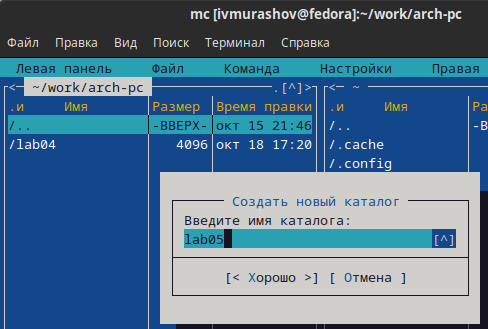 mc [ivmurashov@fedora]:~/work/arch-pc
Файл Правка Вид Поиск Терминал Справка
Левая панель Файл Команда Настройки Правая
<─ ~/work/arch-pc .[^]> <─ ~
.и Имя Размер Время правки .и Имя Ра
/.. -ВВЕРХ- окт 15 21:46 /.. -В
/lab04 4096 окт 18 17:20 /.cache
/.config
Создать новый каталог
Введите имя каталога:
lab05 [^]
[< Хорошо >] [ Отмена ]